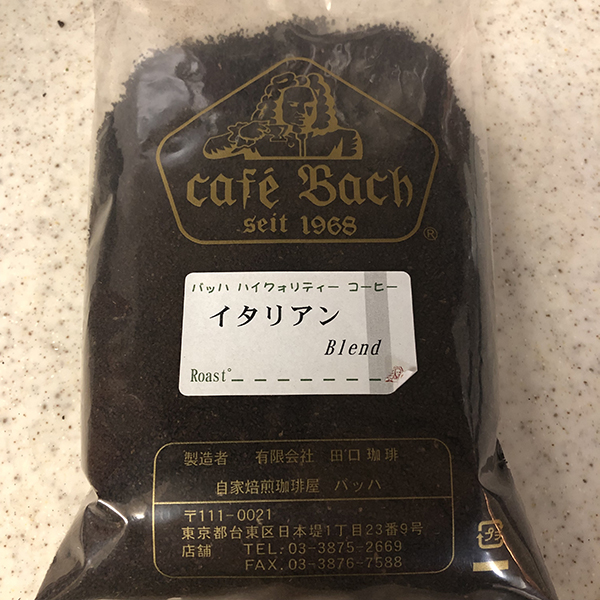 café Bach
seit 1968
®
バッハ ハイクォリティー コーヒー
イタリアン
Blend
Roast°
製造者 有限会社 田口珈琲
自家焙煎珈琲屋 バッハ
〒111-0021
東京都台東区日本堤1丁目23番9号
店舗 TEL. 03-3875-2669
FAX. 03-3876-7588
プラ